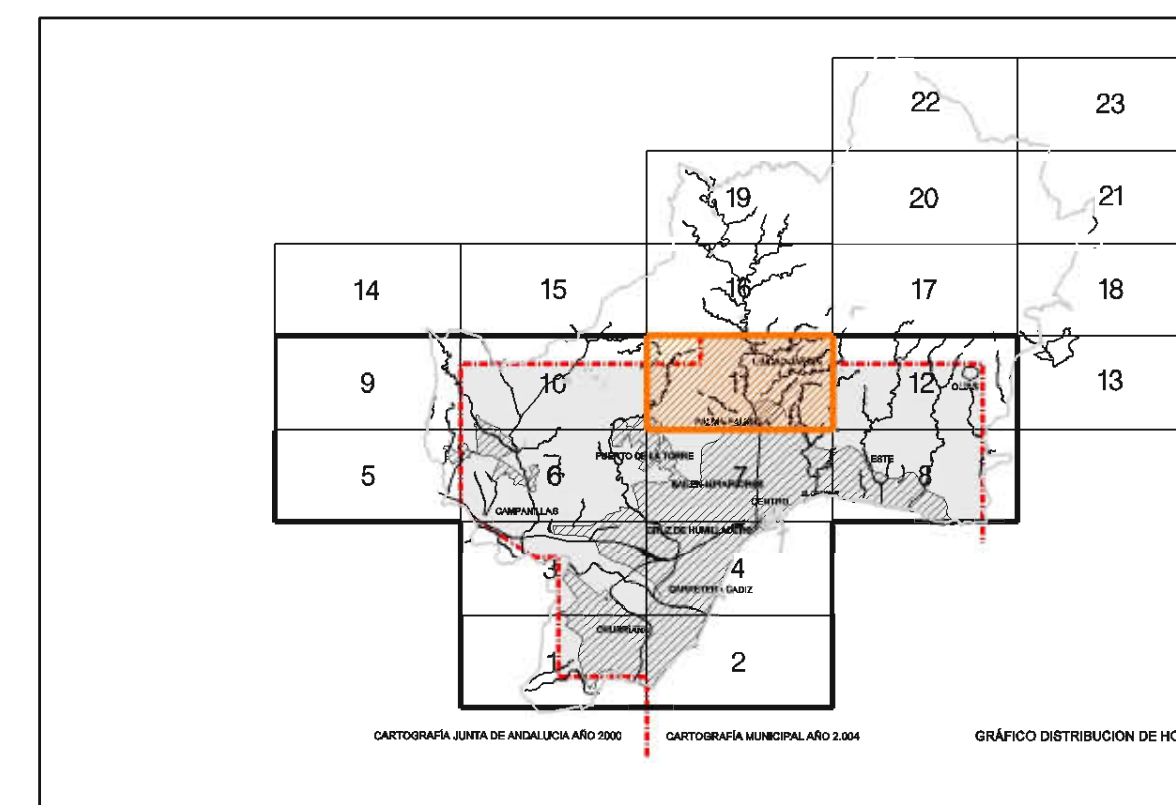 22 23
19 20 21
14 15 16 17 18
9 10 11 12 13
OLIAS
PUERTO DE LA TORRE
ESTE
5 6 7 8
CENTRO
CAMPANILLAS
CRUZ DE HUMILLADERO
3 4
CHURRIANA
1 2
CARTOGRAFÍA JUNTA DE ANDALUCIA AÑO 2000 CARTOGRAFÍA MUNICIPAL AÑO 2.004 GRÁFICO DISTRIBUCION DE HO